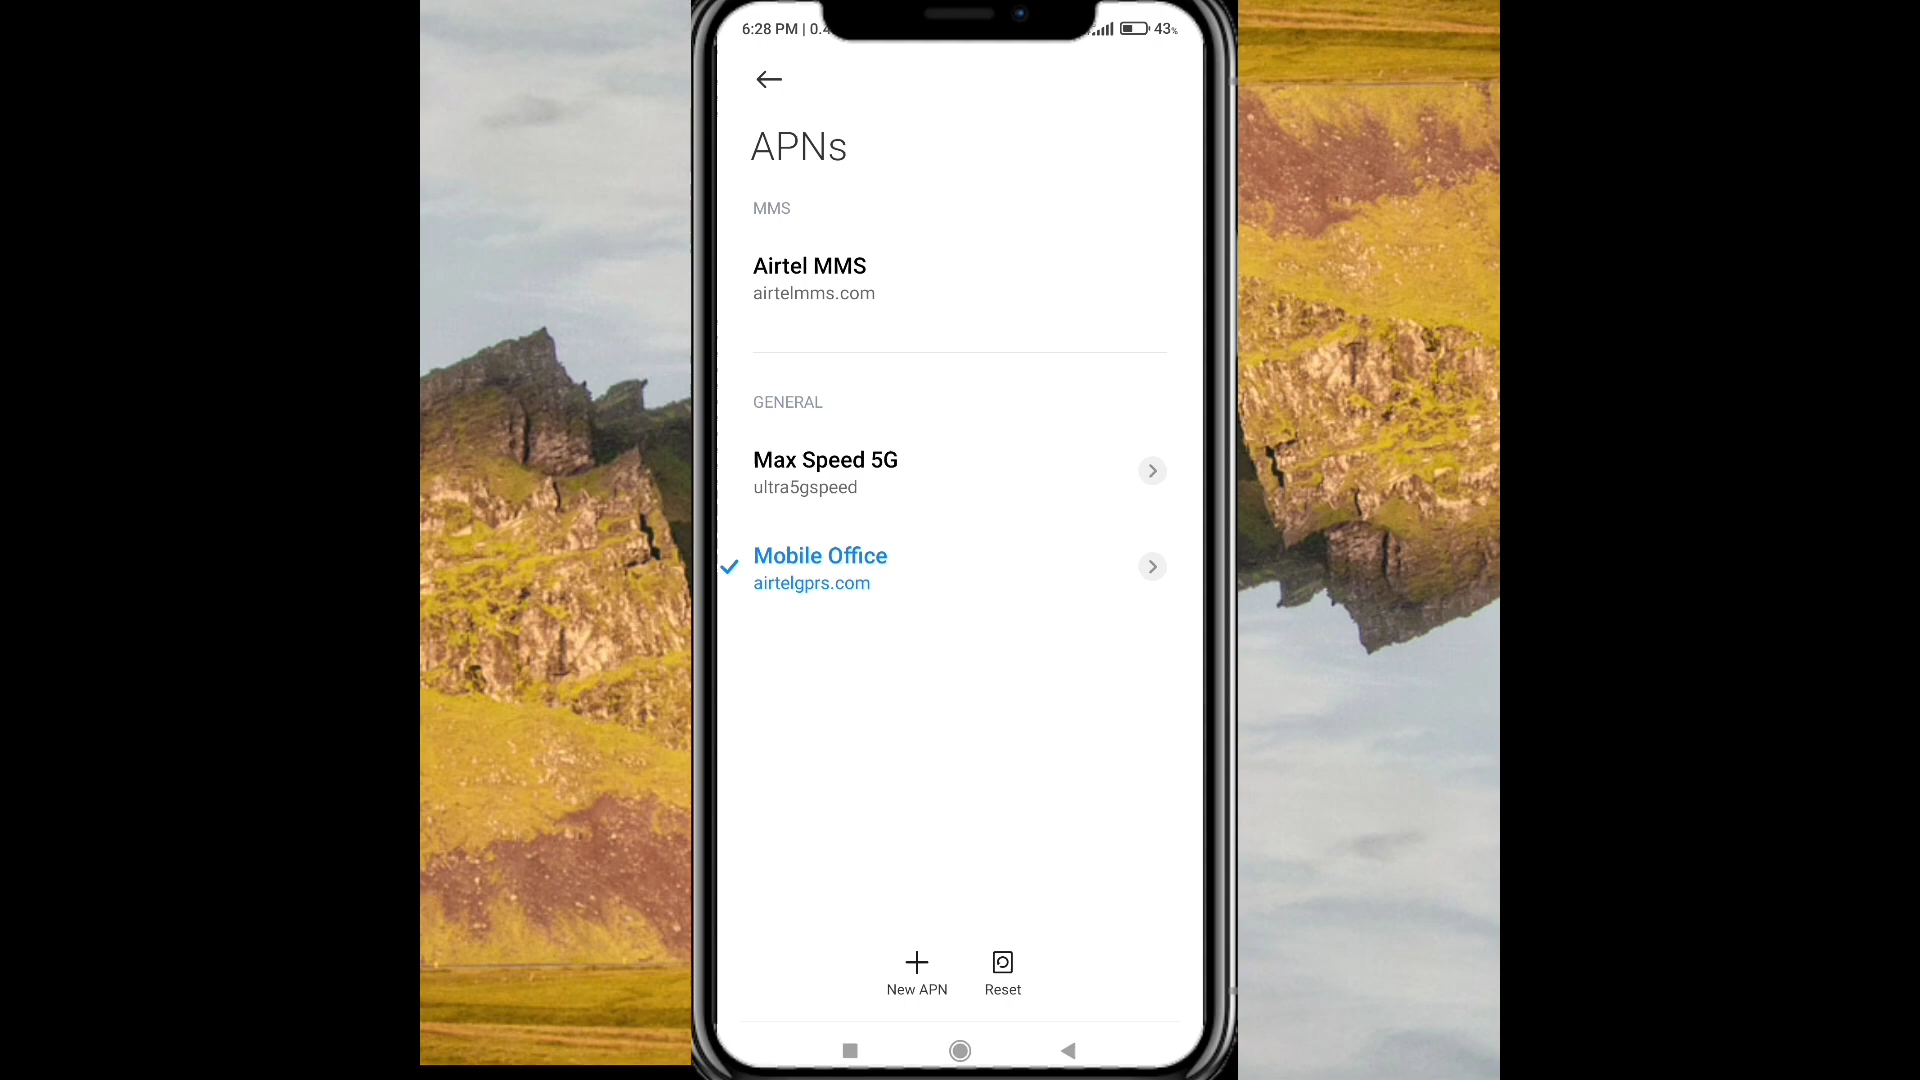 6:28 PM | 0.4
43%
APNs
MMS
Airtel MMS
airtelmms.com
GENERAL
Max Speed 5G
ultra5gspeed
Mobile Office
airtelgprs.com
New APN
Reset